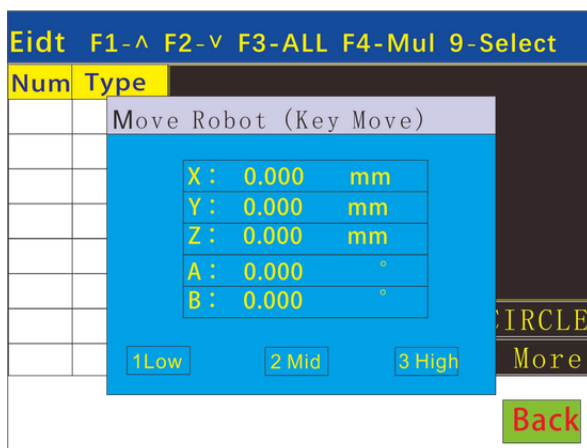 Eidt F1-^ F2-v F3-ALL F4-Mul 9-Select
Num Type
Move Robot (Key Move)
X： 0.000 mm
Y： 0.000 mm
Z： 0.000 mm
A： 0.000 °
B： 0.000 °
CIRCLE
1Low 2 Mid 3 High
More
Back